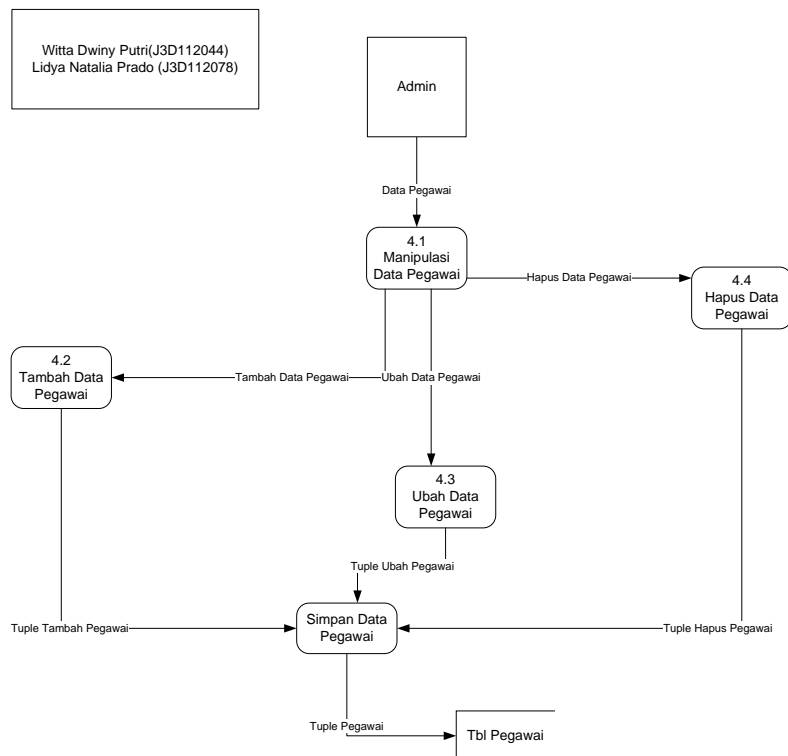 Witta Dwiny Putri(J3D112044)
Lidya Natalia Prado (J3D112078)
Admin
Data Pegawai
4.1
Manipulasi
Data Pegawai
Hapus Data Pegawai
4.4
Hapus Data
Pegawai
4.2
Tambah Data
Pegawai
Tambah Data Pegawai
Ubah Data Pegawai
4.3
Ubah Data
Pegawai
Tuple Ubah Pegawai
Simpan Data
Pegawai
Tuple Tambah Pegawai
Tuple Hapus Pegawai
Tuple Pegawai
Tbl Pegawai